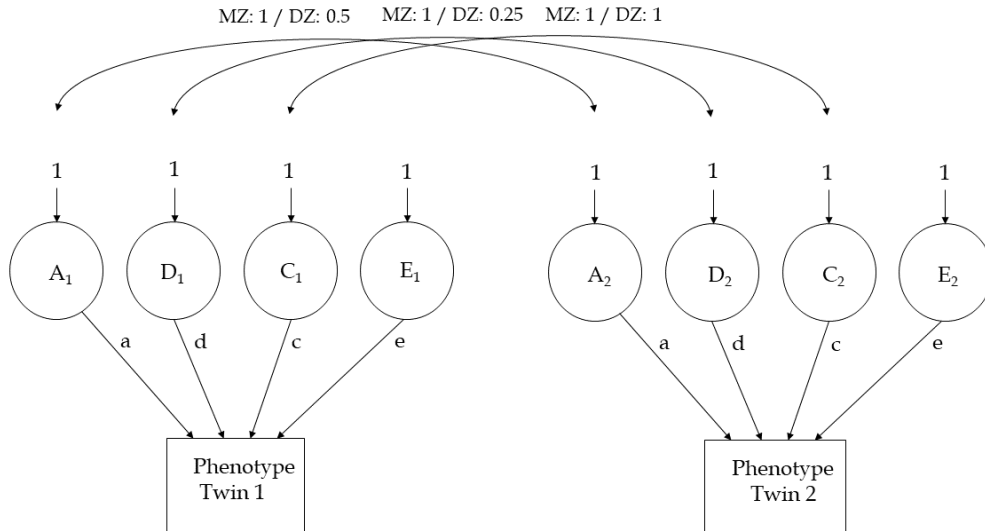 MZ: 1 / DZ: 0.5 MZ: 1 / DZ: 0.25 MZ: 1 / DZ: 1
1 1 1 1 1 1 1 1
A₁ D₁ C₁ E₁ A₂ D₂ C₂ E₂
a d c e a d c e
Phenotype
Twin 1
Phenotype
Twin 2